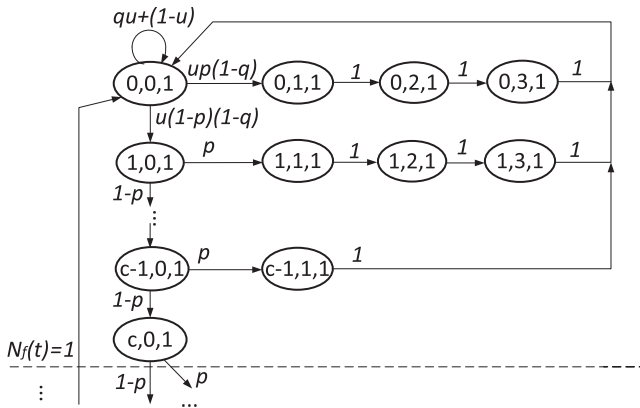 qu+(1-u)
0,0,1 up(1-q) 0,1,1 1 0,2,1 1 0,3,1 1
u(1-p)(1-q)
1,0,1 p 1,1,1 1 1,2,1 1 1,3,1 1
1-p
...
c-1,0,1 p c-1,1,1 1
1-p
c,0,1
Nf(t)=1
1-p p
... ...